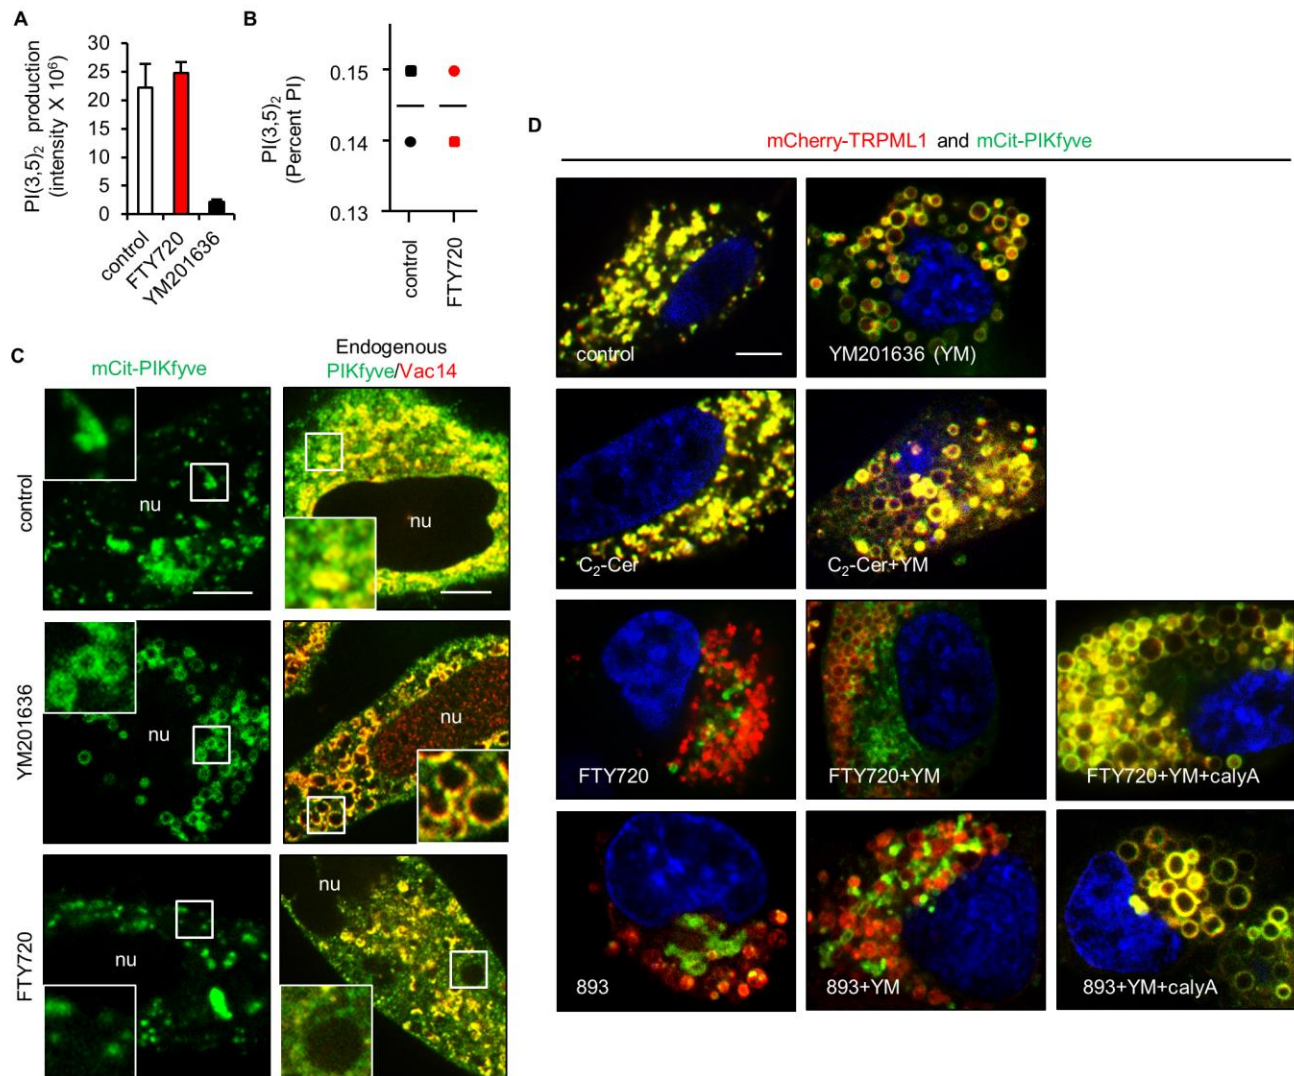 A
PI(3,5)₂ production
(intensity X 10⁶)
30
25
20
15
10
5
0
control
FTY720
YM201636
B
PI(3,5)₂
(Percent PI)
0.15
0.14
0.13
control
FTY720
C
mCit-PIKfyve
Endogenous
PIKfyve/Vac14
control
nu
nu
YM201636
nu
nu
FTY720
nu
nu
D
mCherry-TRPML1 and mCit-PIKfyve
control
YM201636 (YM)
C₂-Cer
C₂-Cer+YM
FTY720
FTY720+YM
FTY720+YM+calyA
893
893+YM
893+YM+calyA